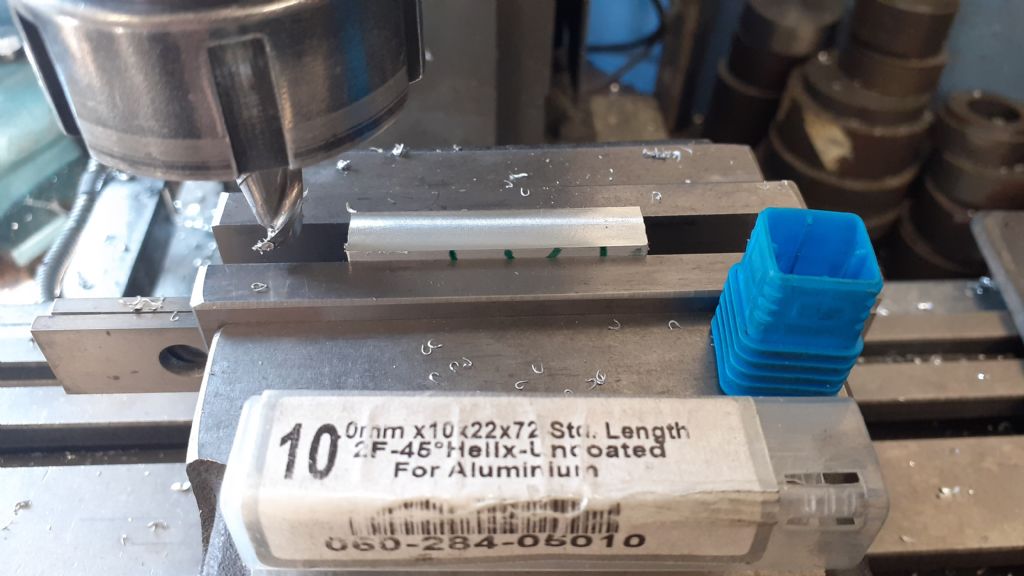 10 0mm x10x22x72 Std. Length
2F-45°Helix-Uncoated
For Aluminium
060-284-05010